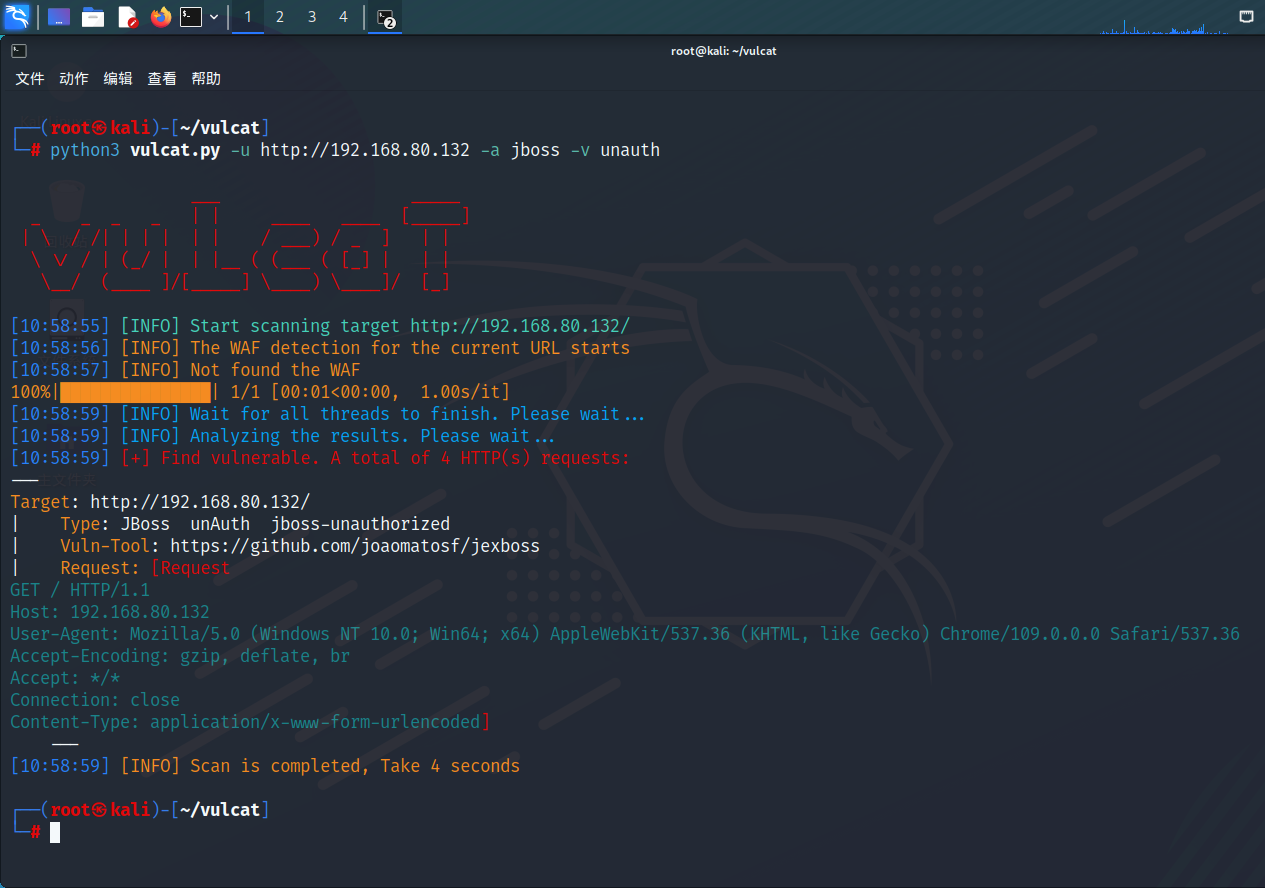 1 2 3 4 2
root@kali: ~/vulcat
文件 动作 编辑 查看 帮助
┌──(root㉿kali)-[~/vulcat]
└─# python3 vulcat.py -u http://192.168.80.132 -a jboss -v unauth
[10:58:55] [INFO] Start scanning target http://192.168.80.132/
[10:58:56] [INFO] The WAF detection for the current URL starts
[10:58:57] [INFO] Not found the WAF
100%|███████████████| 1/1 [00:01<00:00,  1.00s/it]
[10:58:59] [INFO] Wait for all threads to finish. Please wait...
[10:58:59] [INFO] Analyzing the results. Please wait...
[10:58:59] [+] Find vulnerable. A total of 4 HTTP(s) requests:
---
Target: http://192.168.80.132/
|    Type: JBoss  unAuth  jboss-unauthorized
|    Vuln-Tool: https://github.com/joaomatosf/jexboss
|    Request: [Request
GET / HTTP/1.1
Host: 192.168.80.132
User-Agent: Mozilla/5.0 (Windows NT 10.0; Win64; x64) AppleWebKit/537.36 (KHTML, like Gecko) Chrome/109.0.0.0 Safari/537.36
Accept-Encoding: gzip, deflate, br
Accept: */*
Connection: close
Content-Type: application/x-www-form-urlencoded]
---
[10:58:59] [INFO] Scan is completed, Take 4 seconds
┌──(root㉿kali)-[~/vulcat]
└─#